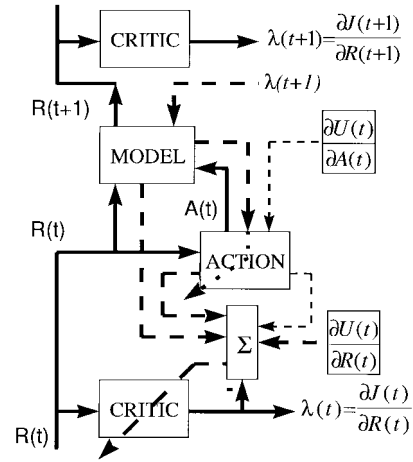 CRITIC
λ(t+1)=∂J(t+1)/∂R(t+1)
λ(t+1)
R(t+1)
MODEL
∂U(t)/∂A(t)
A(t)
R(t)
ACTION
Σ
∂U(t)/∂R(t)
CRITIC
λ(t)=∂J(t)/∂R(t)
R(t)